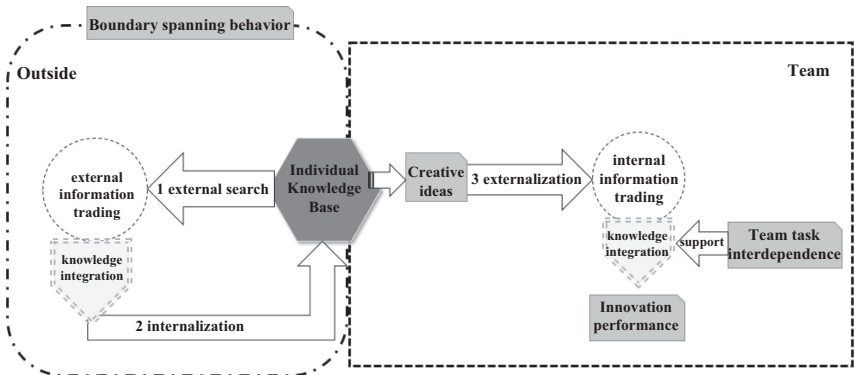 Boundary spanning behavior
Outside
Team
external
information
trading
1 external search
Individual
Knowledge
Base
Creative
ideas
3 externalization
internal
information
trading
knowledge
integration
2 internalization
knowledge
integration
support
Team task
interdependence
Innovation
performance